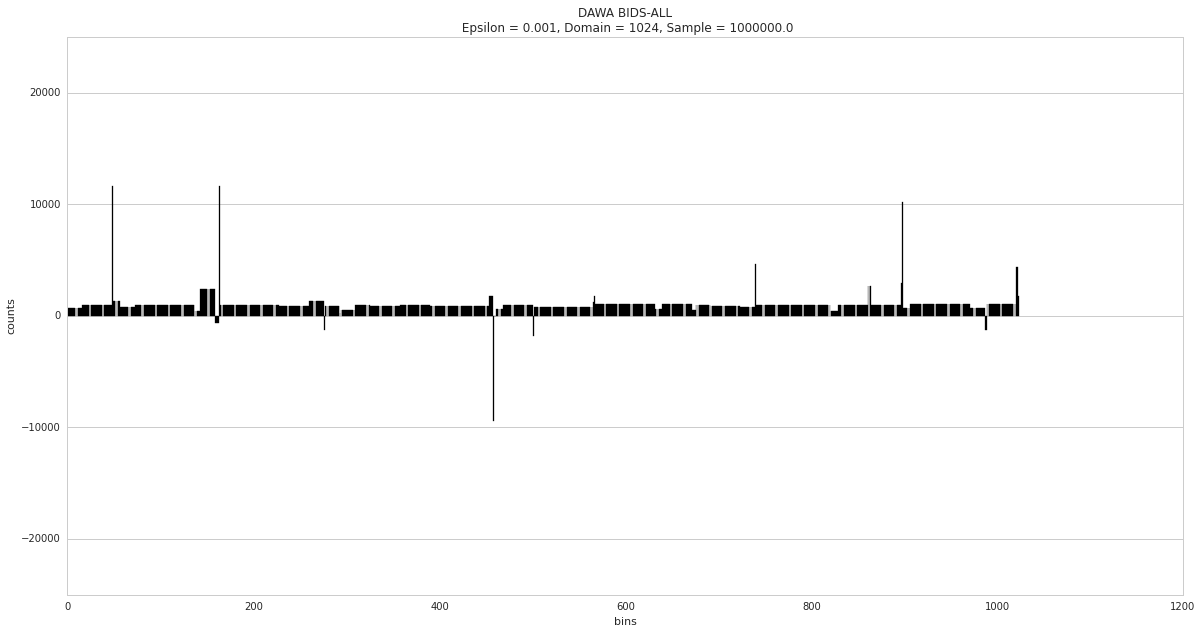 DAWA BIDS-ALL
Epsilon = 0.001, Domain = 1024, Sample = 1000000.0
20000
10000
0
−10000
−20000
counts
0 200 400 600 800 1000 1200
bins